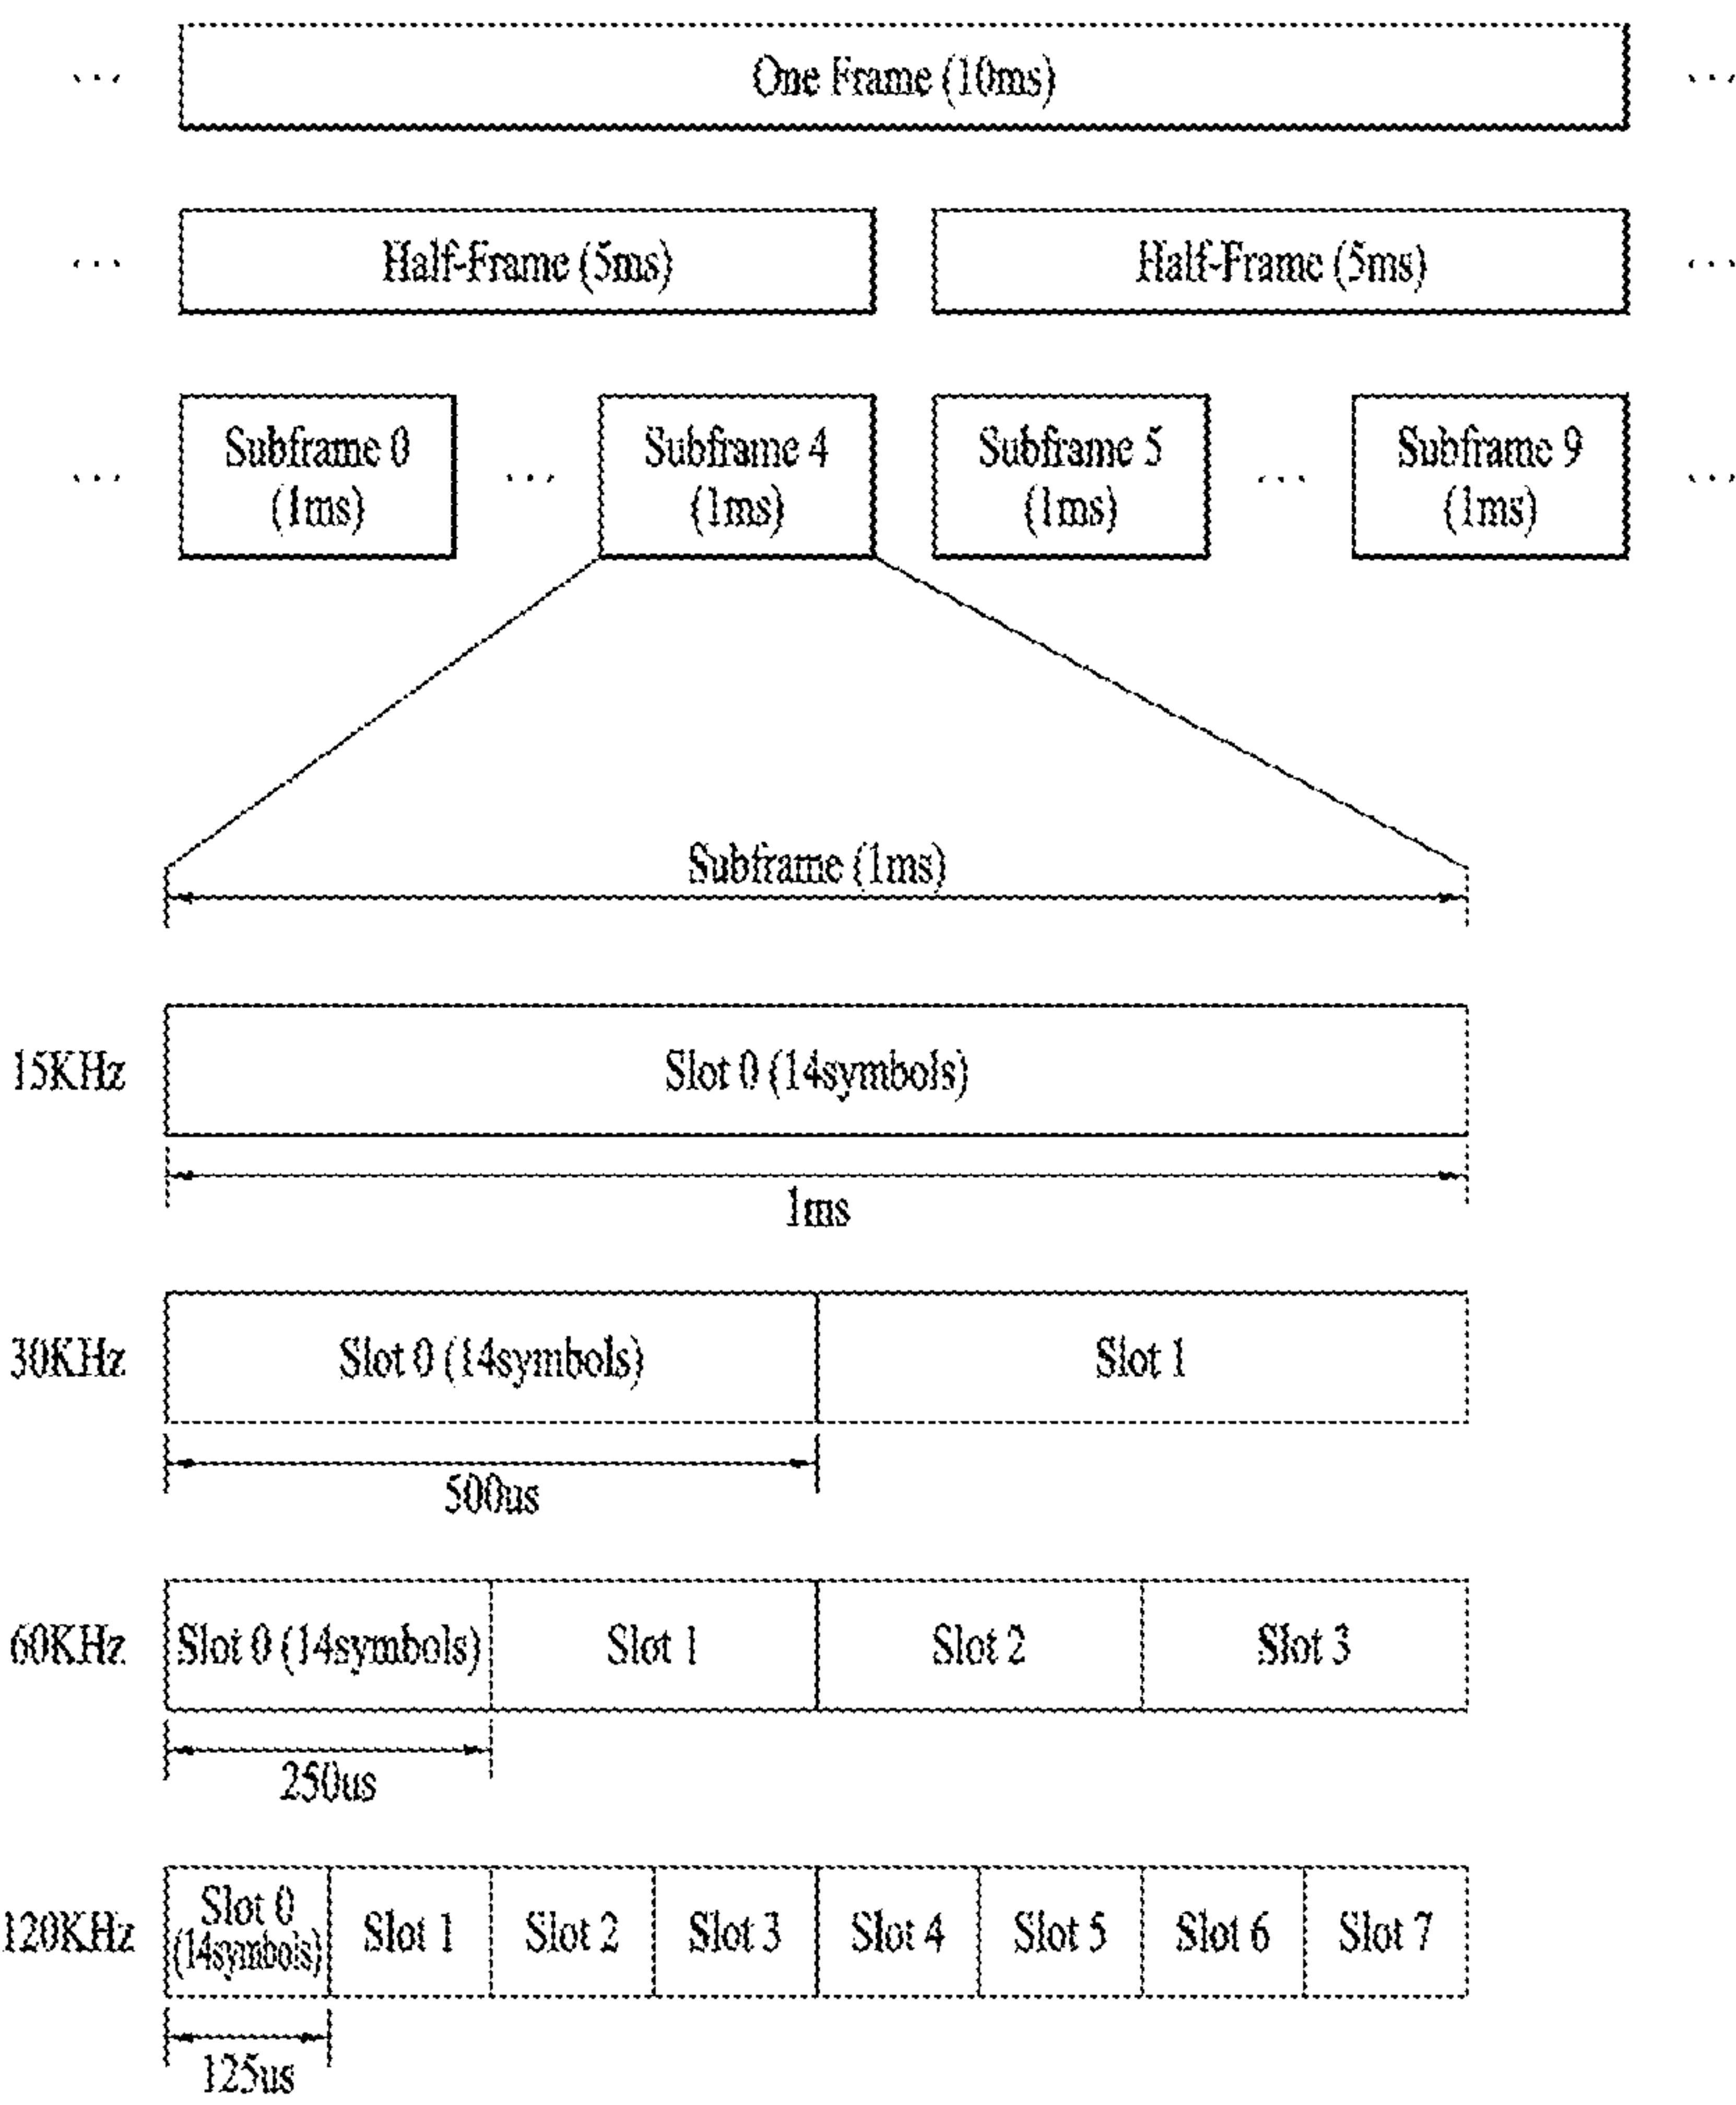 ... One Frame (10ms) ...
... Half-Frame (5ms) Half-Frame (5ms) ...
Subframe 0 Subframe 4 Subframe 5 Subframe 9
... (1ms) ... (1ms) (1ms) ... (1ms) ...
Subframe (1ms)
15KHz Slot 0 (14symbols)
1ms
30KHz Slot 0 (14symbols) Slot 1
500us
60KHz Slot 0 (14symbols) Slot 1 Slot 2 Slot 3
250us
120KHz Slot 0 (14symbols) Slot 1 Slot 2 Slot 3 Slot 4 Slot 5 Slot 6 Slot 7
125us